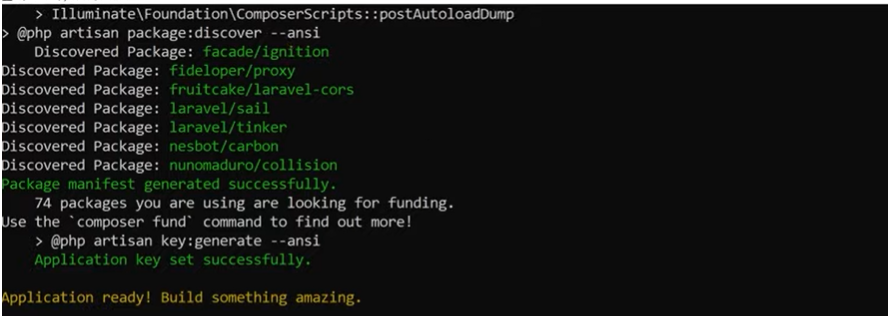 > Illuminate\Foundation\ComposerScripts::postAutoloadDump
> @php artisan package:discover --ansi
Discovered Package: facade/ignition
Discovered Package: fideloper/proxy
Discovered Package: fruitcake/laravel-cors
Discovered Package: laravel/sail
Discovered Package: laravel/tinker
Discovered Package: nesbot/carbon
Discovered Package: nunomaduro/collision
Package manifest generated successfully.
74 packages you are using are looking for funding.
Use the `composer fund` command to find out more!
> @php artisan key:generate --ansi
Application key set successfully.
Application ready! Build something amazing.